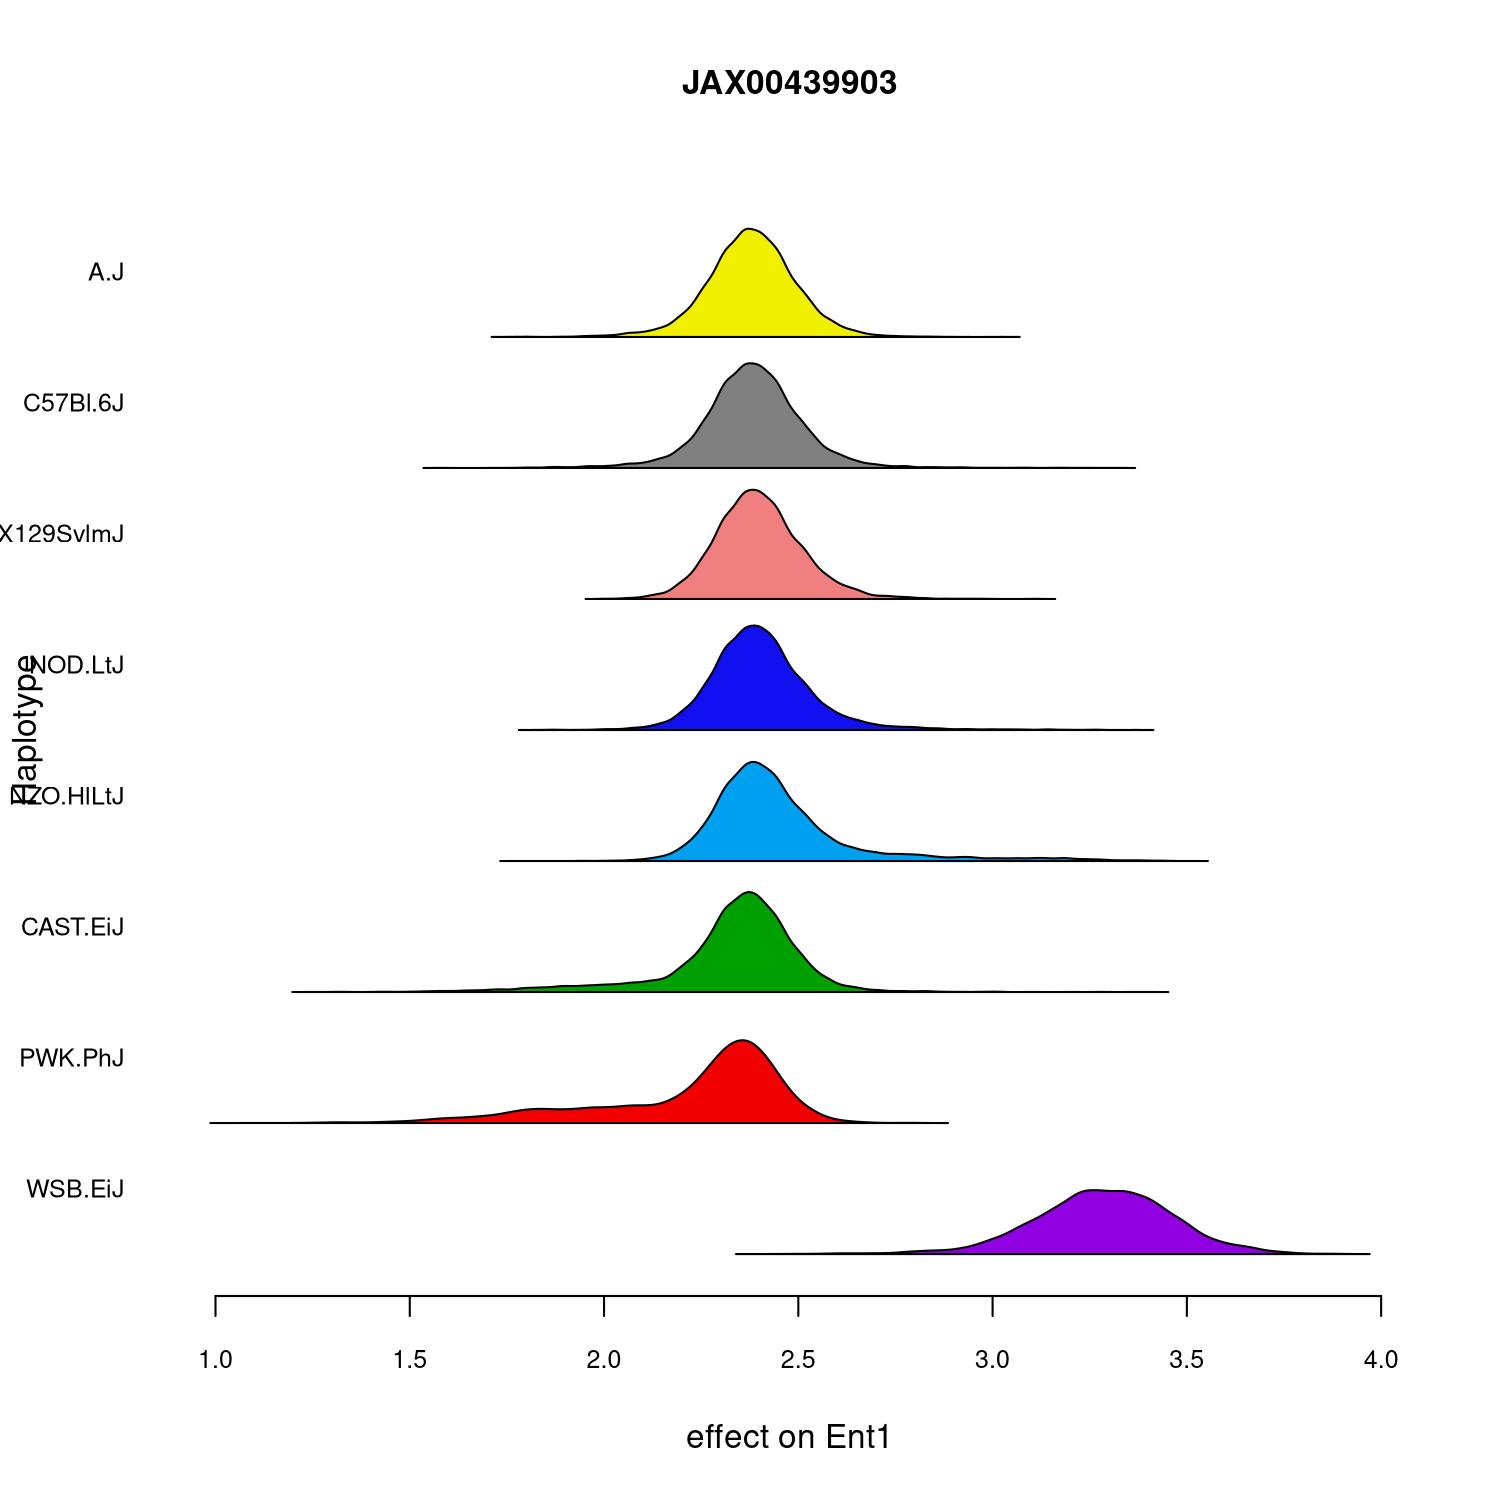 JAX00439903
A.J
C57Bl.6J
X129SvImJ
NOD.LtJ
NZO.HlLtJ
CAST.EiJ
PWK.PhJ
WSB.EiJ
Haplotype
1.0 1.5 2.0 2.5 3.0 3.5 4.0
effect on Ent1